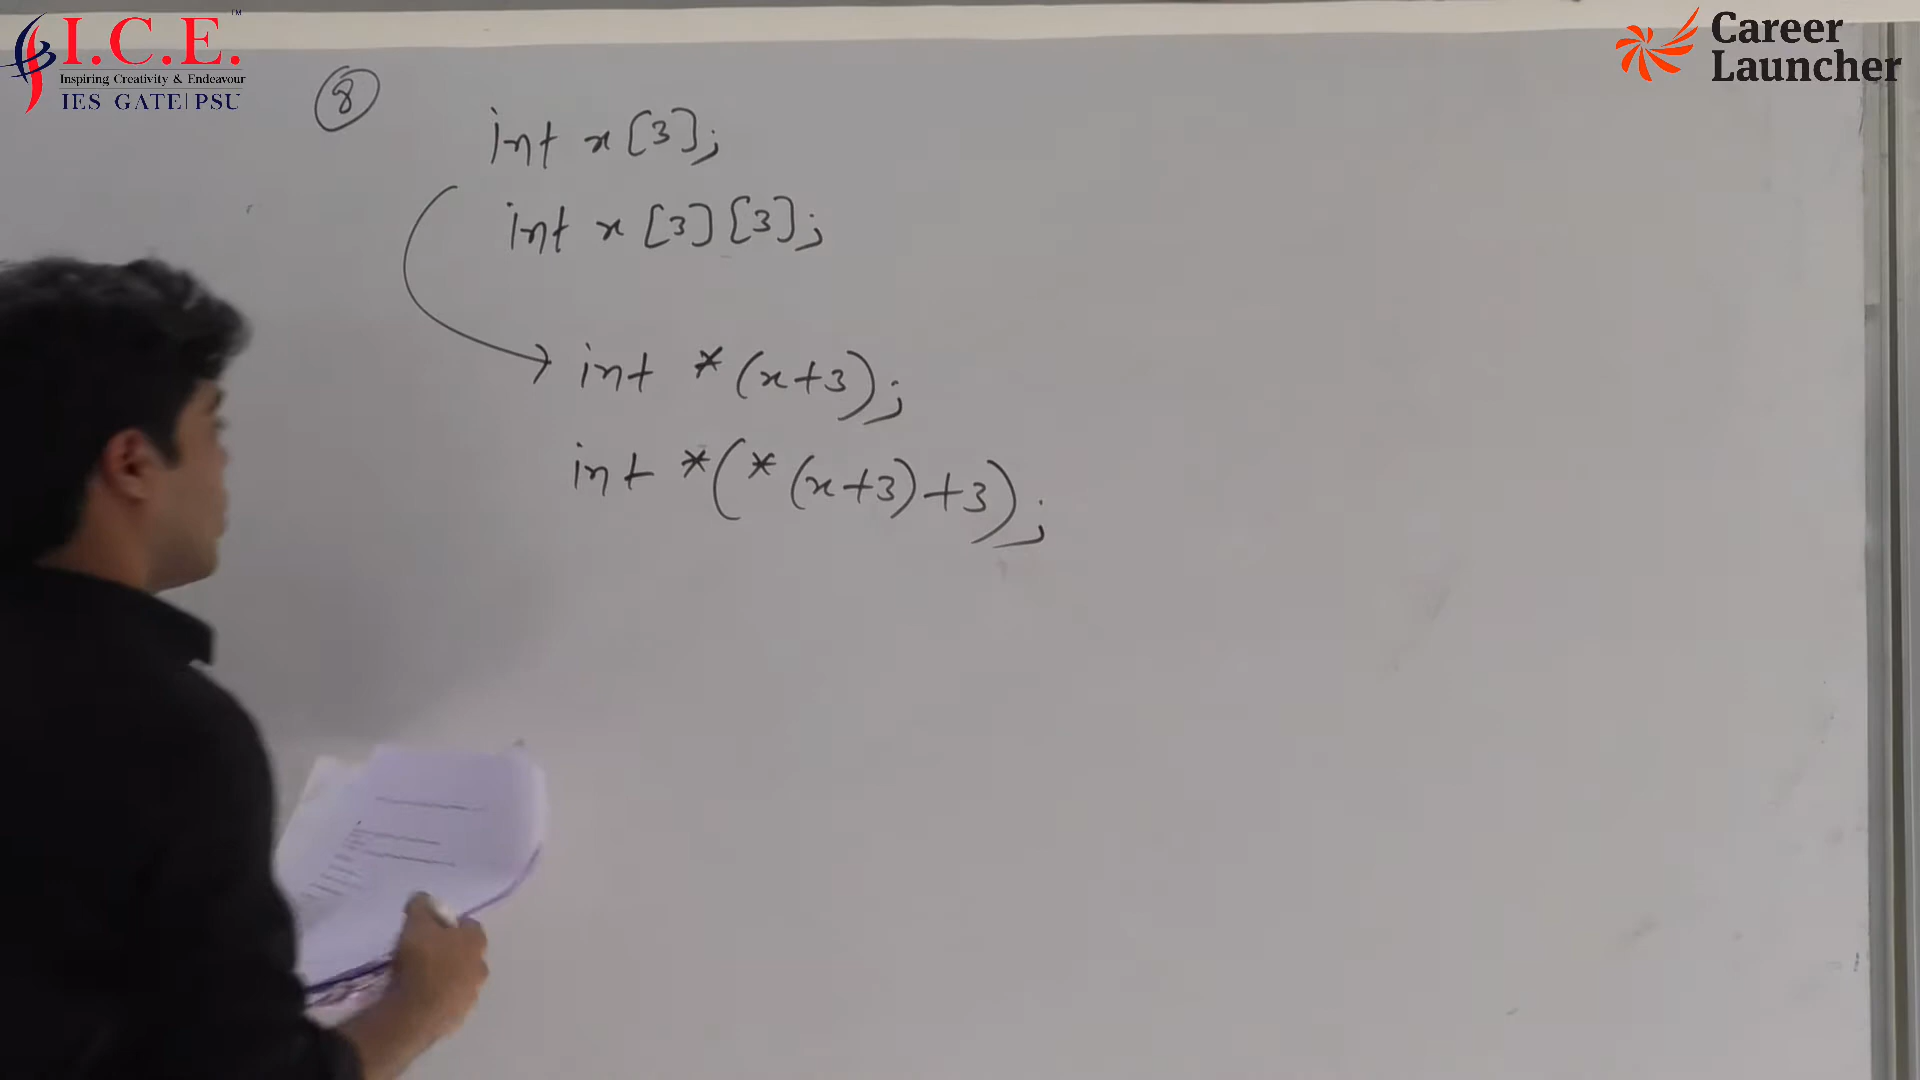 I.C.E.™
Inspiring Creativity & Endeavour
IES GATE|PSU
Career
Launcher
8
int x[3];
int x[3][3];
int *(x+3);
int *(*(x+3)+3);